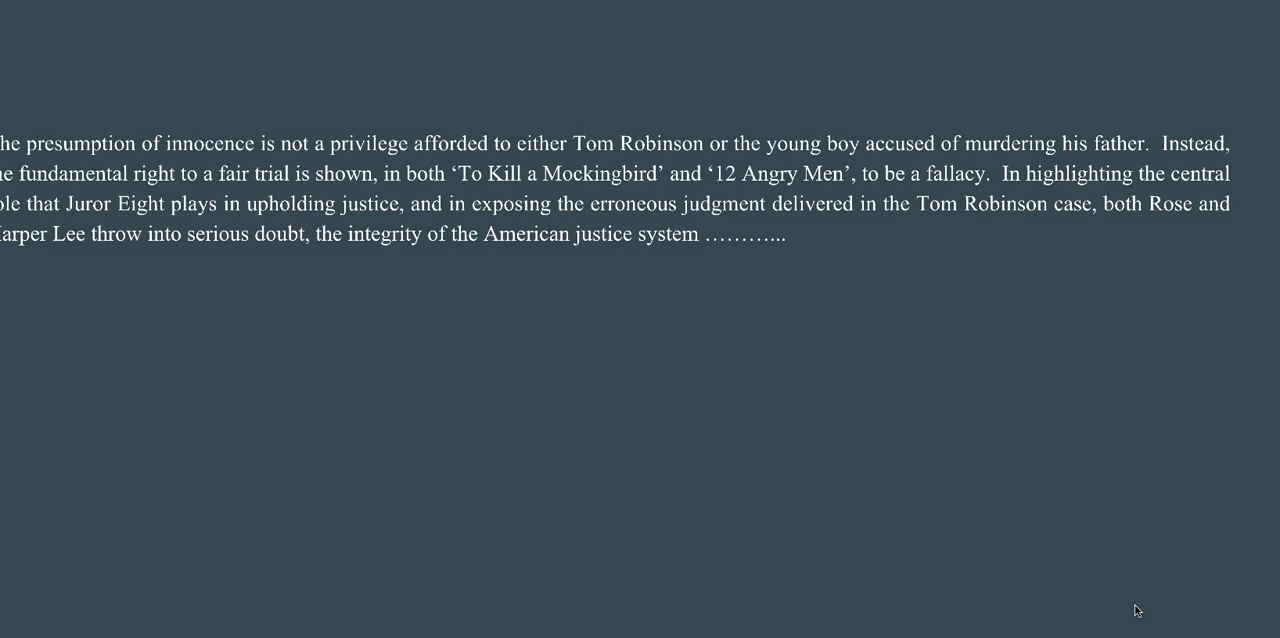 he presumption of innocence is not a privilege afforded to either Tom Robinson or the young boy accused of murdering his father.  Instead,
e fundamental right to a fair trial is shown, in both ‘To Kill a Mockingbird’ and ‘12 Angry Men’, to be a fallacy.  In highlighting the central
ole that Juror Eight plays in upholding justice, and in exposing the erroneous judgment delivered in the Tom Robinson case, both Rose and
arper Lee throw into serious doubt, the integrity of the American justice system ………...